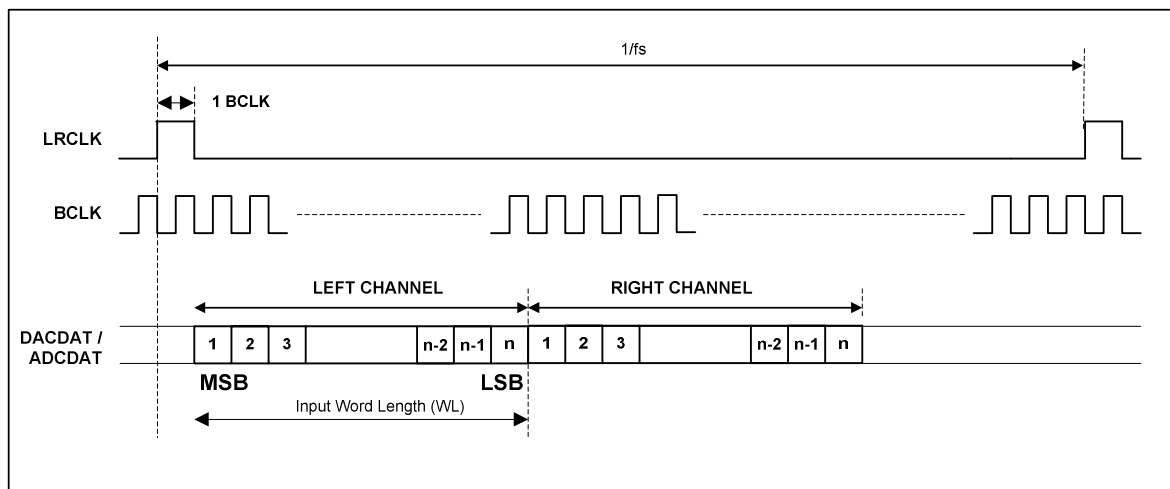 1/fs
1 BCLK
LRCLK
BCLK
LEFT CHANNEL RIGHT CHANNEL
DACDAT /
ADCDAT
1 2 3 n-2 n-1 n 1 2 3 n-2 n-1 n
MSB LSB
Input Word Length (WL)